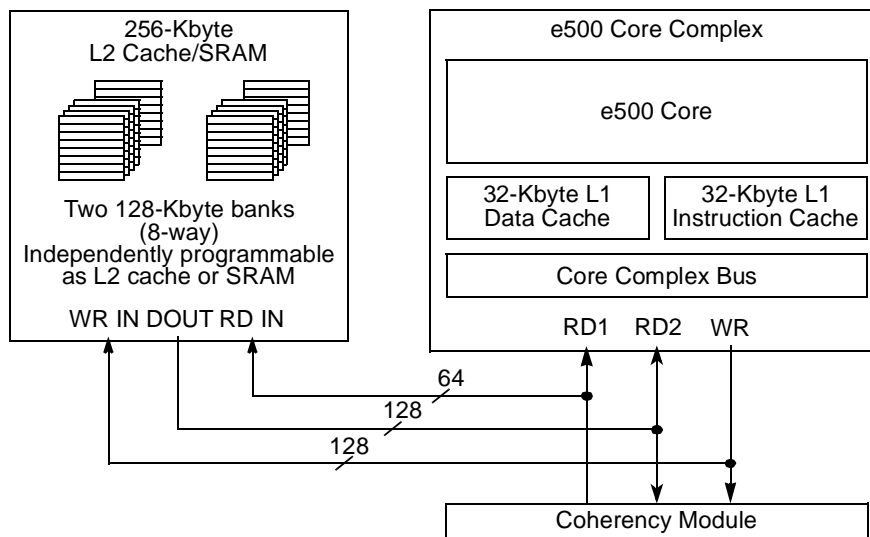 256-Kbyte
L2 Cache/SRAM
Two 128-Kbyte banks
(8-way)
Independently programmable
as L2 cache or SRAM
WR IN DOUT RD IN
e500 Core Complex
e500 Core
32-Kbyte L1
Data Cache
32-Kbyte L1
Instruction Cache
Core Complex Bus
RD1 RD2 WR
64
128
128
Coherency Module